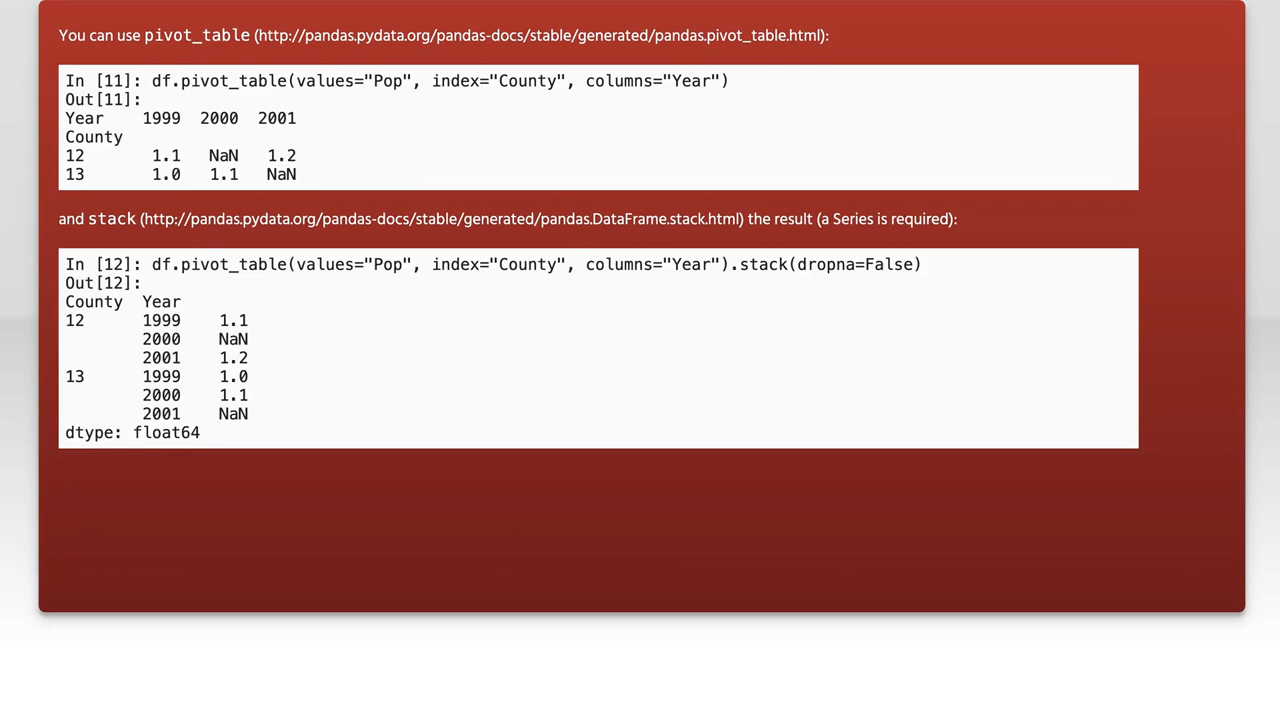 You can use pivot_table (http://pandas.pydata.org/pandas-docs/stable/generated/pandas.pivot_table.html):
In [11]: df.pivot_table(values="Pop", index="County", columns="Year")
Out[11]:
Year    1999  2000  2001
County
12       1.1   NaN   1.2
13       1.0   1.1   NaN
and stack (http://pandas.pydata.org/pandas-docs/stable/generated/pandas.DataFrame.stack.html) the result (a Series is required):
In [12]: df.pivot_table(values="Pop", index="County", columns="Year").stack(dropna=False)
Out[12]:
County  Year
12      1999    1.1
        2000    NaN
        2001    1.2
13      1999    1.0
        2000    1.1
        2001    NaN
dtype: float64